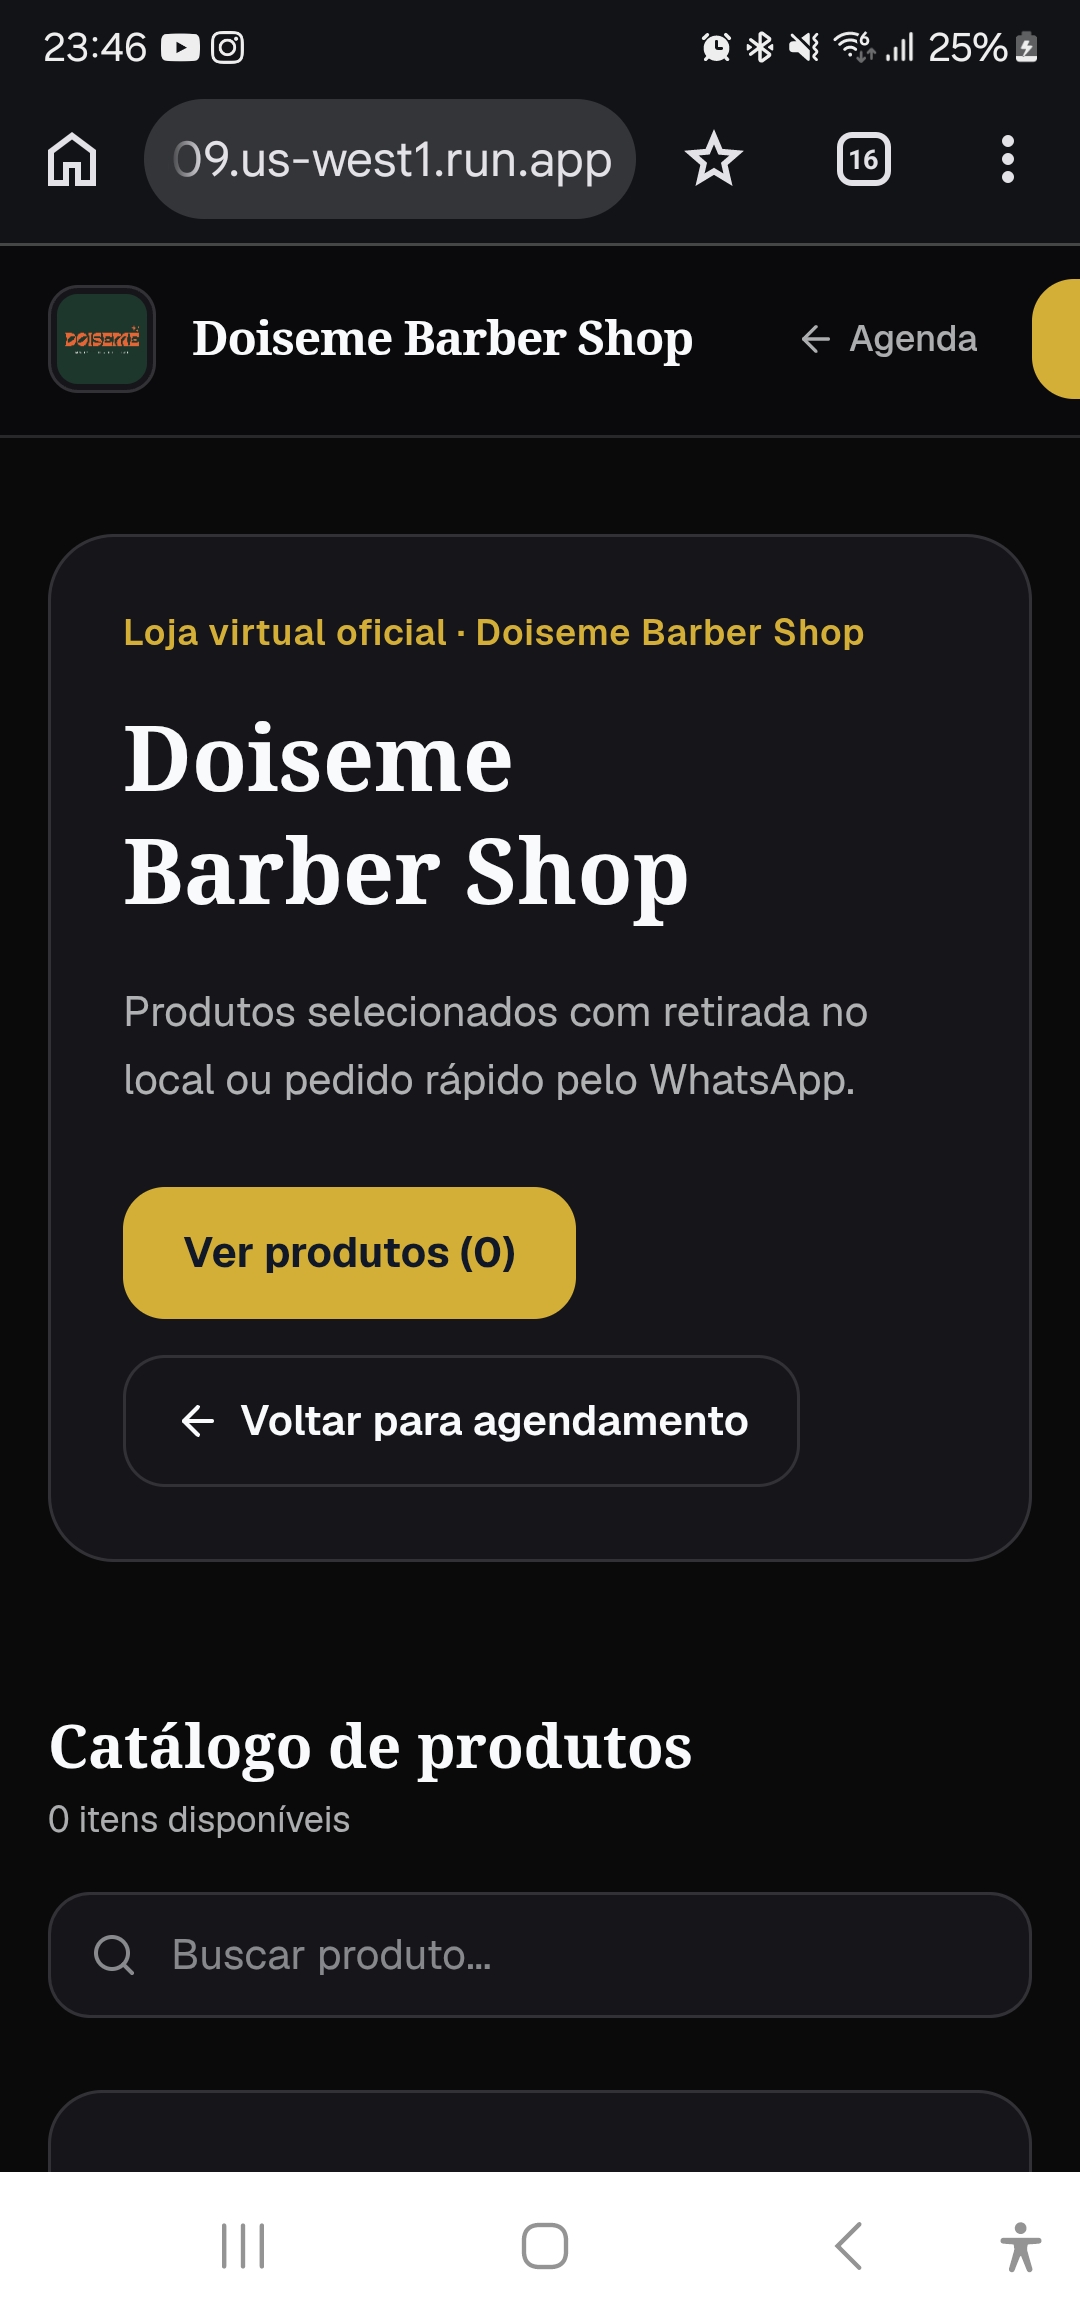 23:46
6
25%
09.us-west1.run.app
16
DOISEME
Doiseme Barber Shop
Agenda
Loja virtual oficial · Doiseme Barber Shop
Doiseme
Barber Shop
Produtos selecionados com retirada no
local ou pedido rápido pelo WhatsApp.
Ver produtos (0)
Voltar para agendamento
Catálogo de produtos
0 itens disponíveis
Buscar produto...